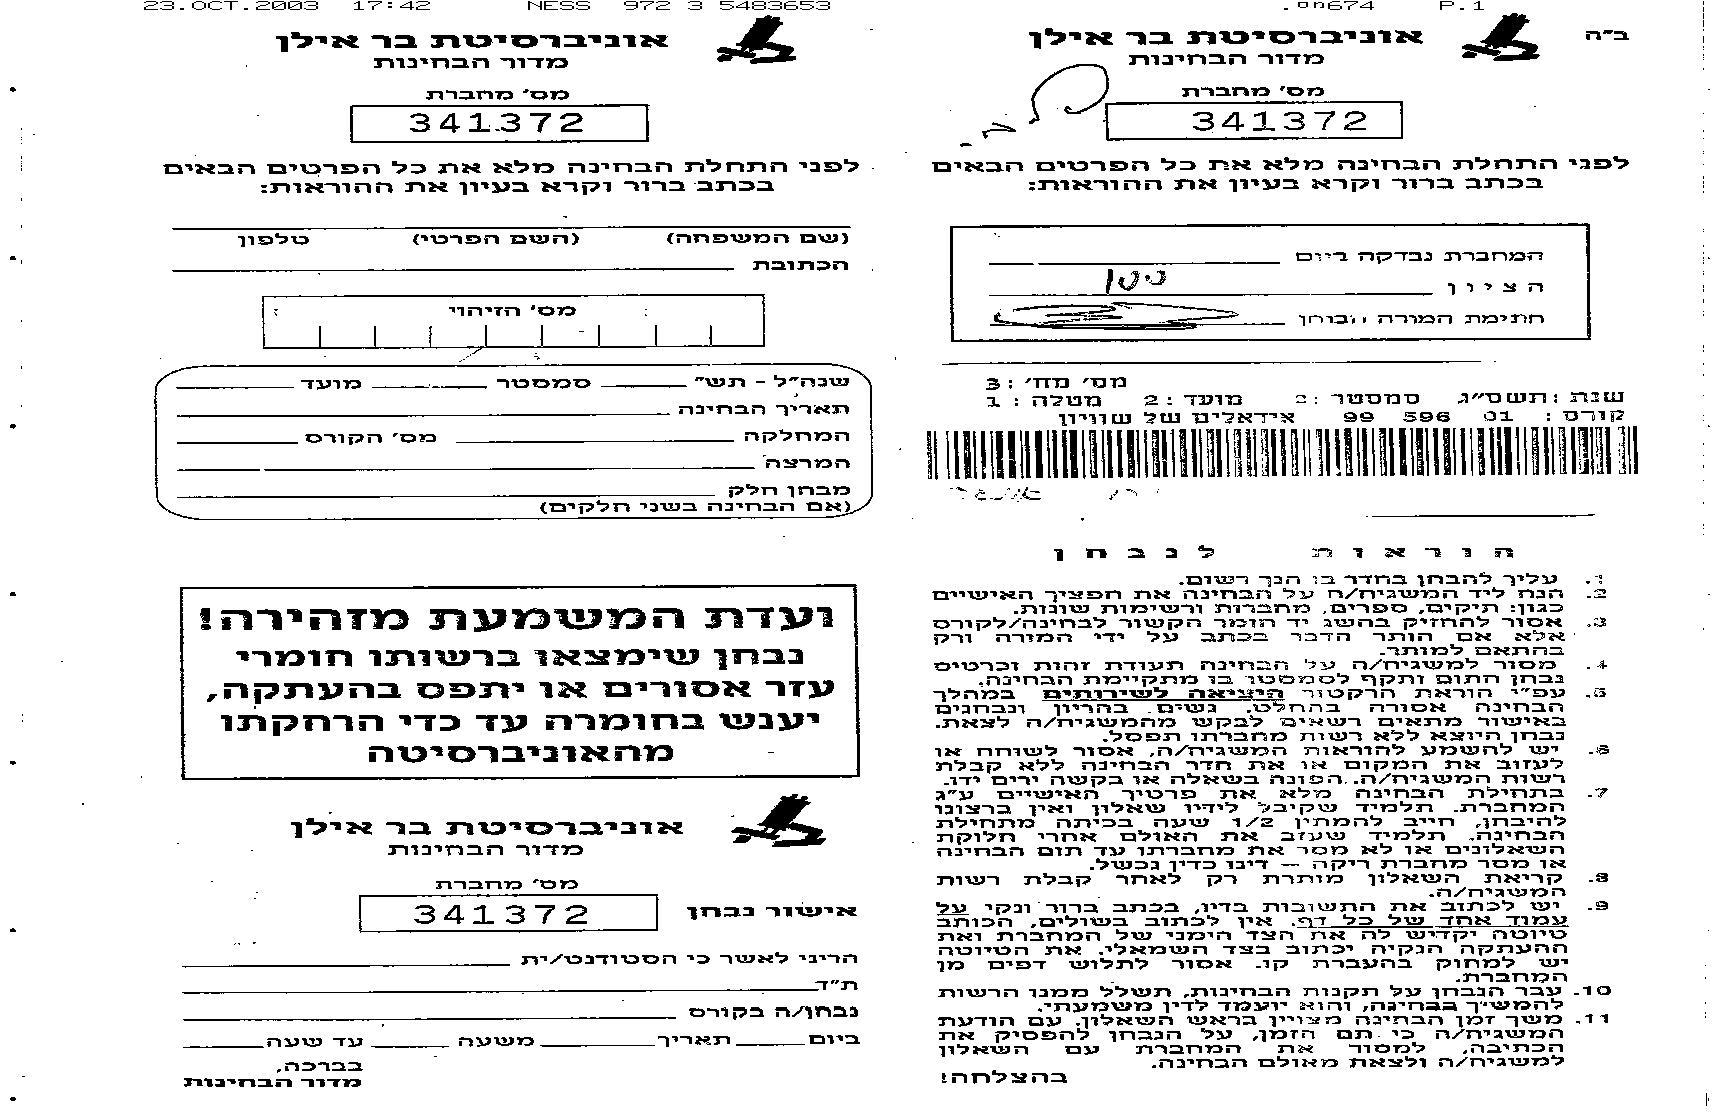 23.OCT.2003 17:42 NESS 972 3 5483653 .on674 P.1
ב"ה
אוניברסיטת בר אילן
מדור הבחינות
מס' מחברת
341372
לפני התחלת הבחינה מלא את כל הפרטים הבאים
בכתב ברור וקרא בעיון את ההוראות:
המחברת נבדקה ביום
הציון
חתימת המורה הבוחן
מס' מח': 3
שנת: תשס"ג סמסטר: 2 מועד: 2 מטלה: 1
קורס: 01 596 99 אידאלים של שוויון
הוראות לנבחן
1. עליך להבחן בחדר בו הנך רשום.
2. הנח ליד המשגיח/ה על הבחינה את חפציך האישיים
כגון: תיקים, ספרים, מחברות ורשימות שונות.
3. אסור להחזיק בהשג יד חומר הקשור לבחינה/לקורס
אלא אם הותר הדבר בכתב על ידי המורה ורק
בהתאם למותר.
4. מסור למשגיח/ה על הבחינה תעודת זהות וכרטיס
נבחן חתום ותקף לסמסטר בו מתקיימת הבחינה.
5. עפ"י הוראת הרקטור היציאה לשירותים במהלך
הבחינה אסורה בהחלט. נשים בהריון ונבחנים
באישור מתאים רשאים לבקש מהמשגיח/ה לצאת.
נבחן היוצא ללא רשות מחברתו תפסל.
6. יש להשמע להוראות המשגיח/ה, אסור לשוחח או
לעזוב את המקום או את חדר הבחינה ללא קבלת
רשות המשגיח/ה. הפונה בשאלה או בקשה ירים ידו.
7. בתחילת הבחינה מלא את פרטיך האישיים ע"ג
המחברת. תלמיד שקיבל לידיו שאלון ואין ברצונו
להיבחן, חייב להמתין 1/2 שעה בכיתה מתחילת
הבחינה. תלמיד שעזב את האולם אחרי חלוקת
השאלונים או לא מסר את מחברתו עד תום הבחינה
או מסר מחברת ריקה – דינו כדין נכשל.
8. קריאת השאלון מותרת רק לאחר קבלת רשות
המשגיח/ה.
9. יש לכתוב את התשובות בדיו, בכתב ברור ונקי על
עמוד אחד של כל דף. אין לכתוב בשולים, הכותב
טיוטה יקדיש לה את הצד הימני של המחברת ואת
ההעתקה הנקיה יכתוב בצד השמאלי. את הטיוטה
יש למחוק בהעברת קו. אסור לתלוש דפים מן
המחברת.
10. עבר הנבחן על תקנות הבחינות, תשלל ממנו הרשות
להמשיך בבחינה, והוא יועמד לדין משמעתי.
11. משך זמן הבחינה מצויין בראש השאלון. עם הודעת
המשגיח/ה כי תם הזמן, על הנבחן להפסיק את
הכתיבה, למסור את המחברת עם השאלון
למשגיח/ה ולצאת מאולם הבחינה.
בהצלחה!
אוניברסיטת בר אילן
מדור הבחינות
מס' מחברת
341372
לפני התחלת הבחינה מלא את כל הפרטים הבאים
בכתב ברור וקרא בעיון את ההוראות:
(שם המשפחה) (השם הפרטי) טלפון
הכתובת
מס' הזיהוי
שנה"ל - תש" סמסטר מועד
תאריך הבחינה
המחלקה מס' הקורס
המרצה
מבחן חלק
(אם הבחינה בשני חלקים)
ועדת המשמעת מזהירה!
נבחן שימצאו ברשותו חומרי
עזר אסורים או יתפס בהעתקה,
יענש בחומרה עד כדי הרחקתו
מהאוניברסיטה
אוניברסיטת בר אילן
מדור הבחינות
מס' מחברת
אישור נבחן 341372
הריני לאשר כי הסטודנט/ית
ת"ד
נבחן/ה בקורס
ביום תאריך משעה עד שעה
בברכה,
מדור הבחינות